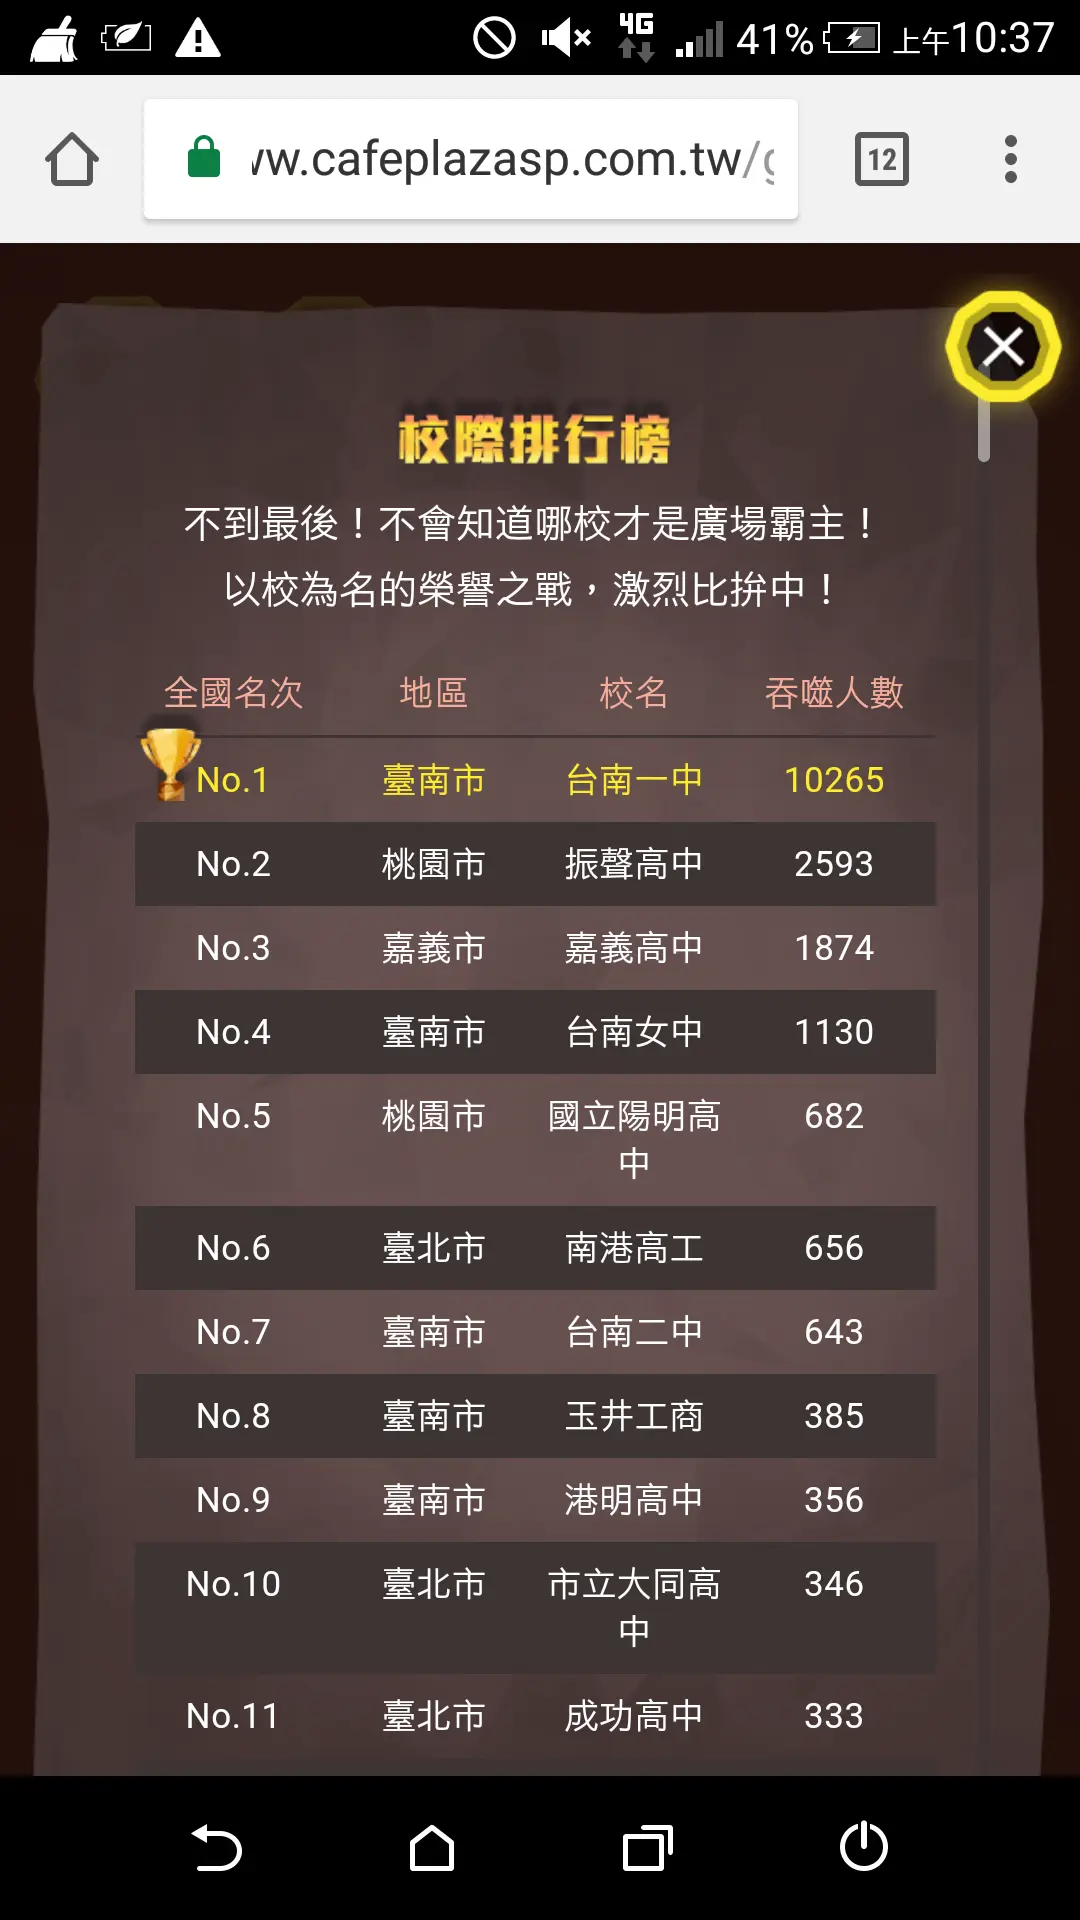 4G
41%
上午10:37
ww.cafeplazasp.com.tw/g
12
校際排行榜
不到最後！不會知道哪校才是廣場霸主！
以校為名的榮譽之戰，激烈比拚中！
全國名次 地區 校名 吞噬人數
No.1 臺南市 台南一中 10265
No.2 桃園市 振聲高中 2593
No.3 嘉義市 嘉義高中 1874
No.4 臺南市 台南女中 1130
No.5 桃園市 國立陽明高 682
中
No.6 臺北市 南港高工 656
No.7 臺南市 台南二中 643
No.8 臺南市 玉井工商 385
No.9 臺南市 港明高中 356
No.10 臺北市 市立大同高 346
中
No.11 臺北市 成功高中 333